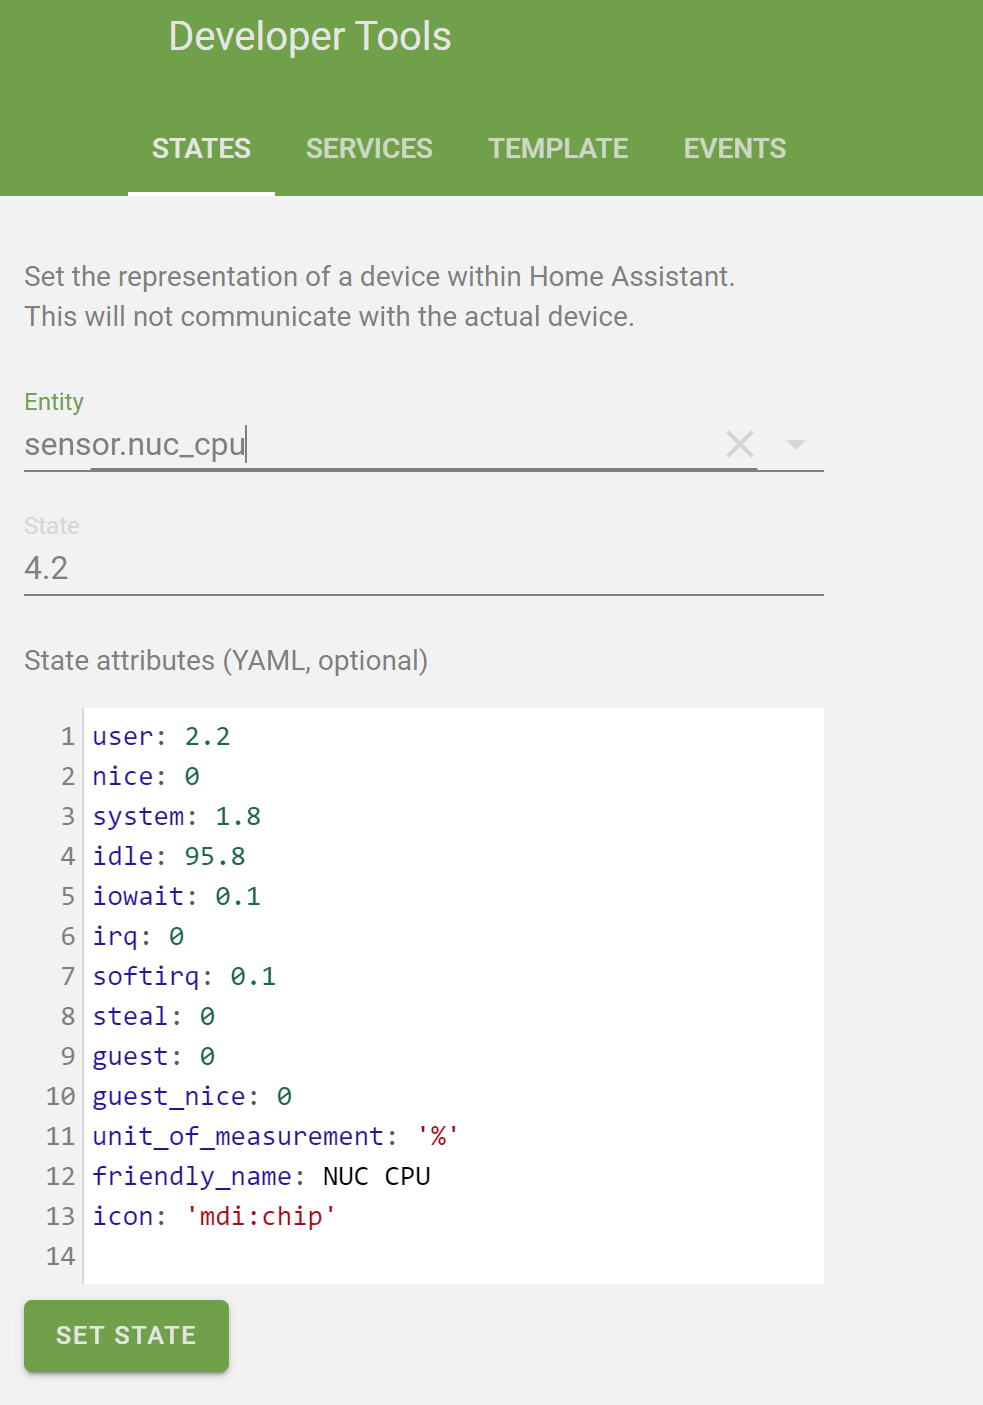 Developer Tools
STATES SERVICES TEMPLATE EVENTS
Set the representation of a device within Home Assistant.
This will not communicate with the actual device.
Entity
sensor.nuc_cpu
State
4.2
State attributes (YAML, optional)
1 user: 2.2
2 nice: 0
3 system: 1.8
4 idle: 95.8
5 iowait: 0.1
6 irq: 0
7 softirq: 0.1
8 steal: 0
9 guest: 0
10 guest_nice: 0
11 unit_of_measurement: '%'
12 friendly_name: NUC CPU
13 icon: 'mdi:chip'
14
SET STATE